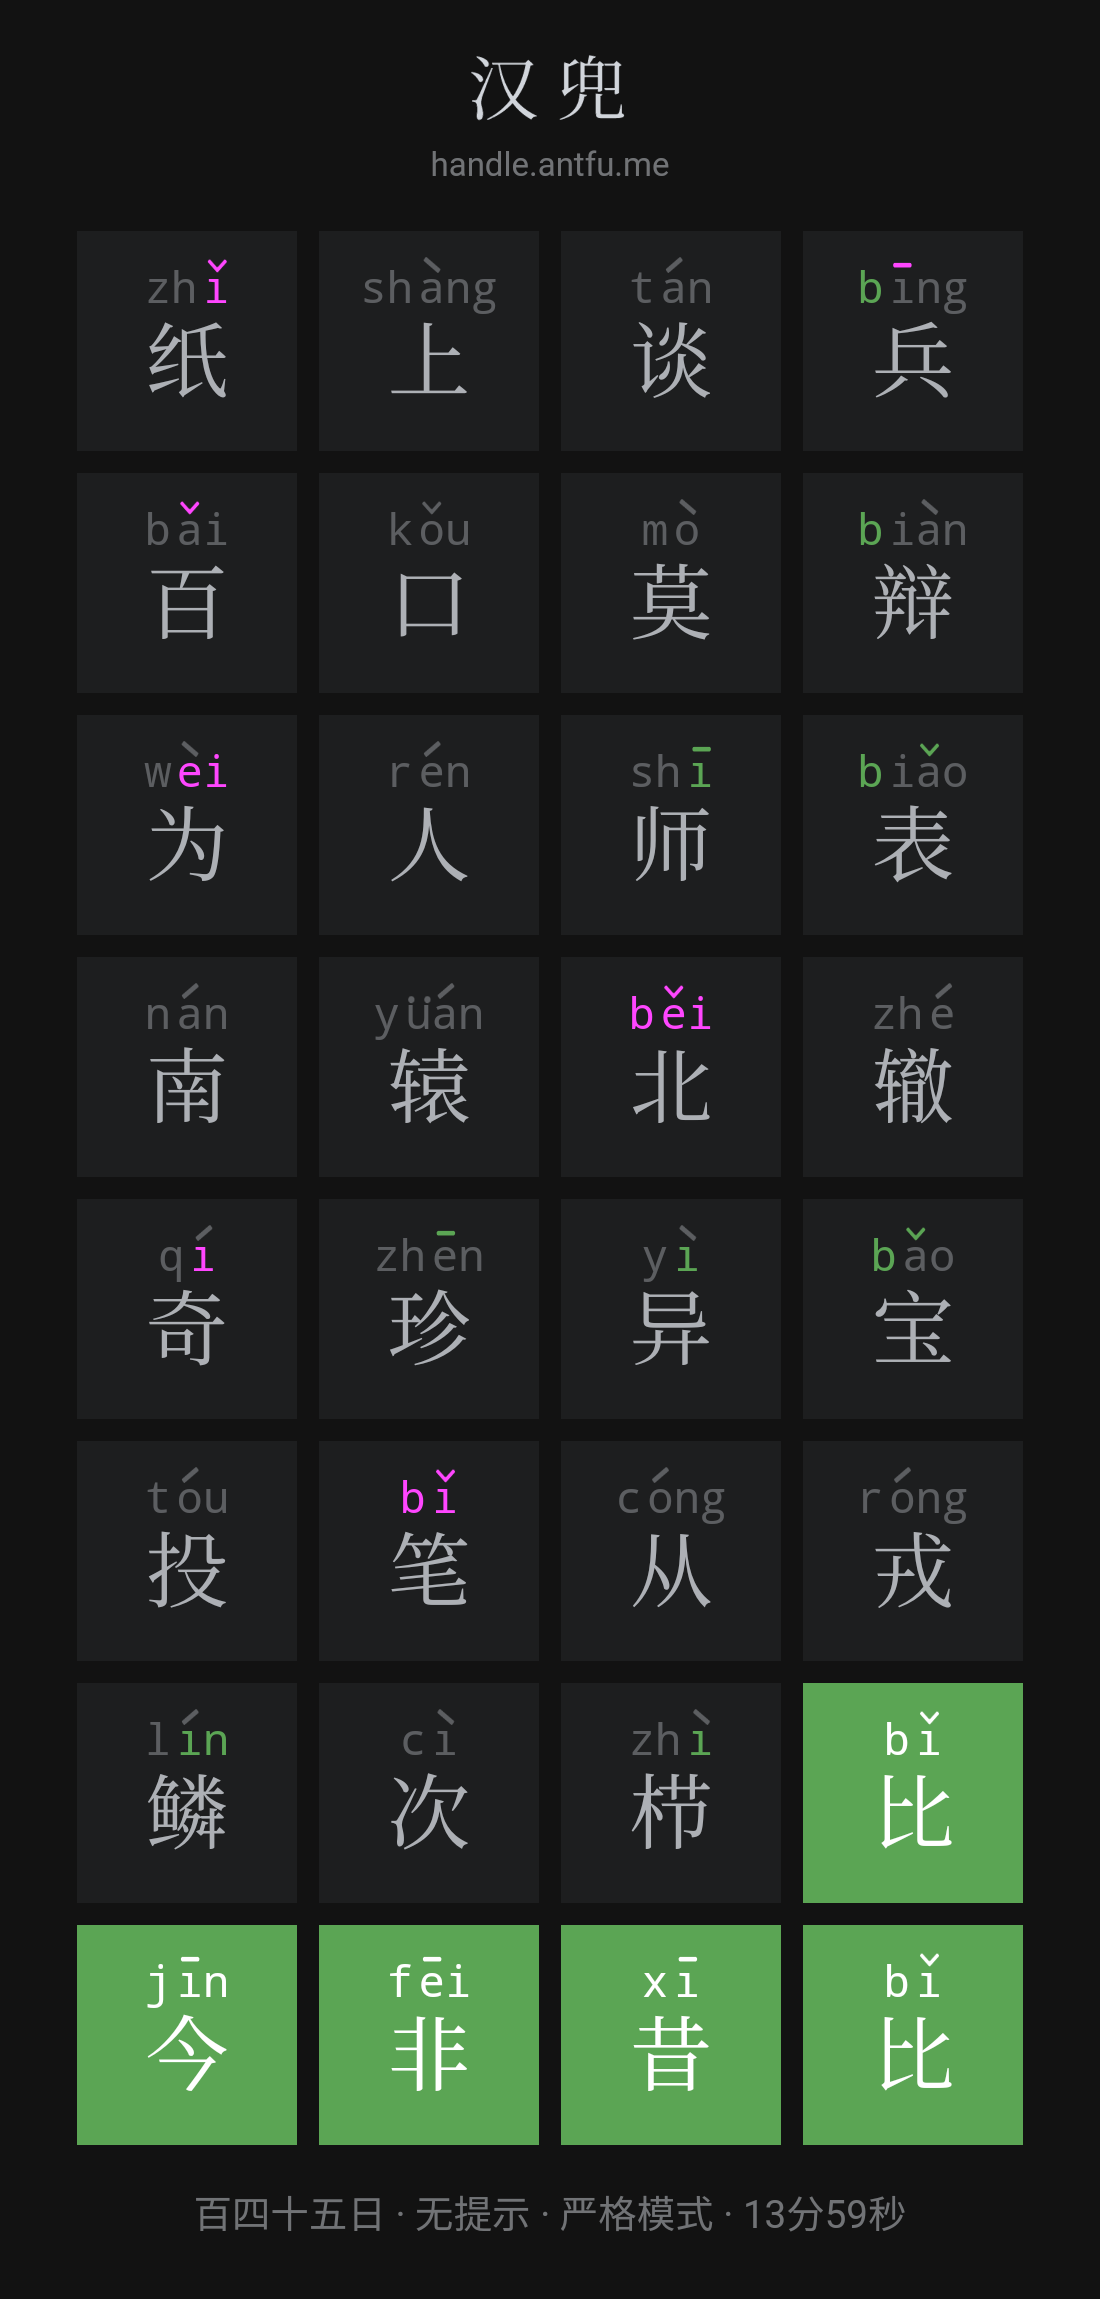 汉兜
handle.antfu.me
zhǐ shàng tán bīng
纸 上 谈 兵
bǎi kǒu mò biàn
百 口 莫 辩
wèi rén shī biǎo
为 人 师 表
nán yüán běi zhé
南 辕 北 辙
qí zhēn yì bǎo
奇 珍 异 宝
tóu bǐ cóng róng
投 笔 从 戎
lín cì zhì bǐ
鳞 次 栉 比
jīn fēi xī bǐ
今 非 昔 比
百四十五日 · 无提示 · 严格模式 · 13分59秒